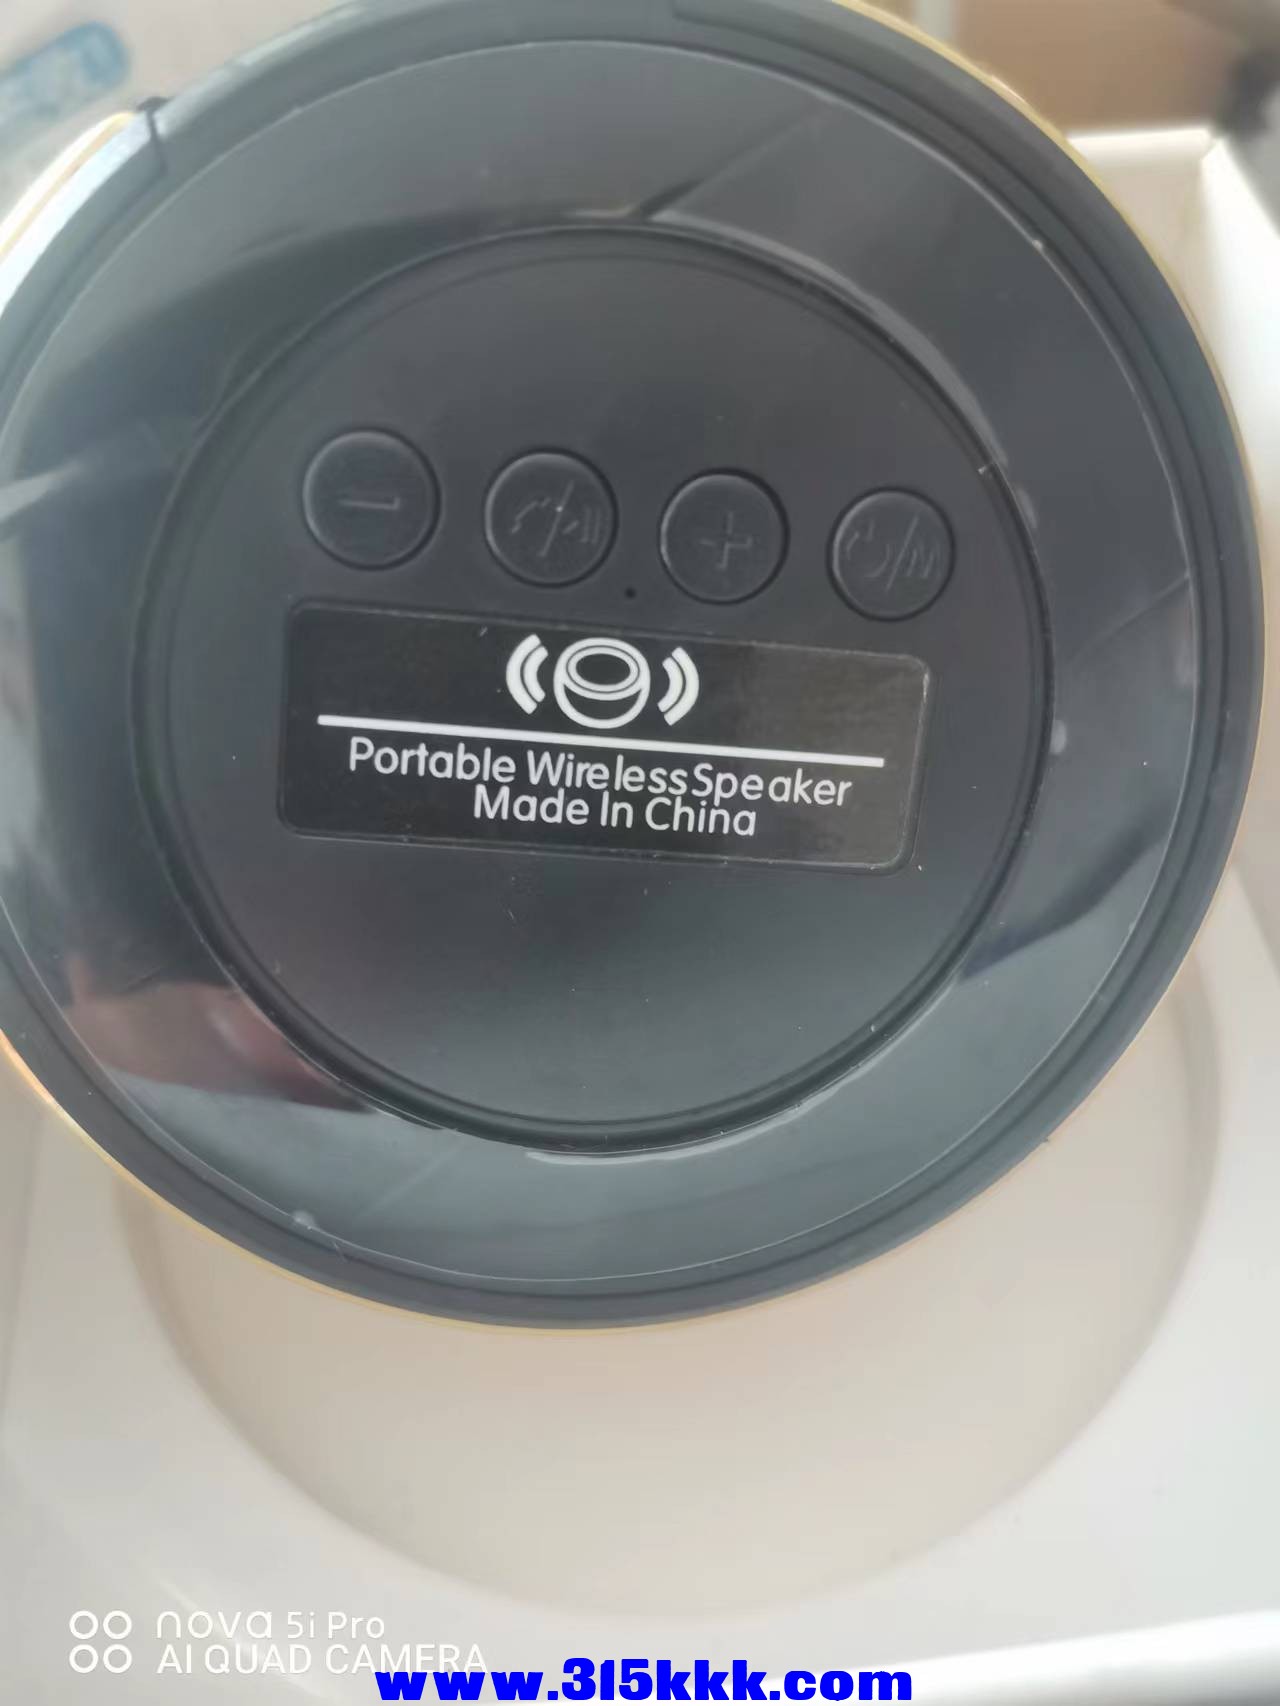 Portable Wireless Speaker
Made In China
nova 5i Pro
AI QUAD CAMERA
www.315kkk.com